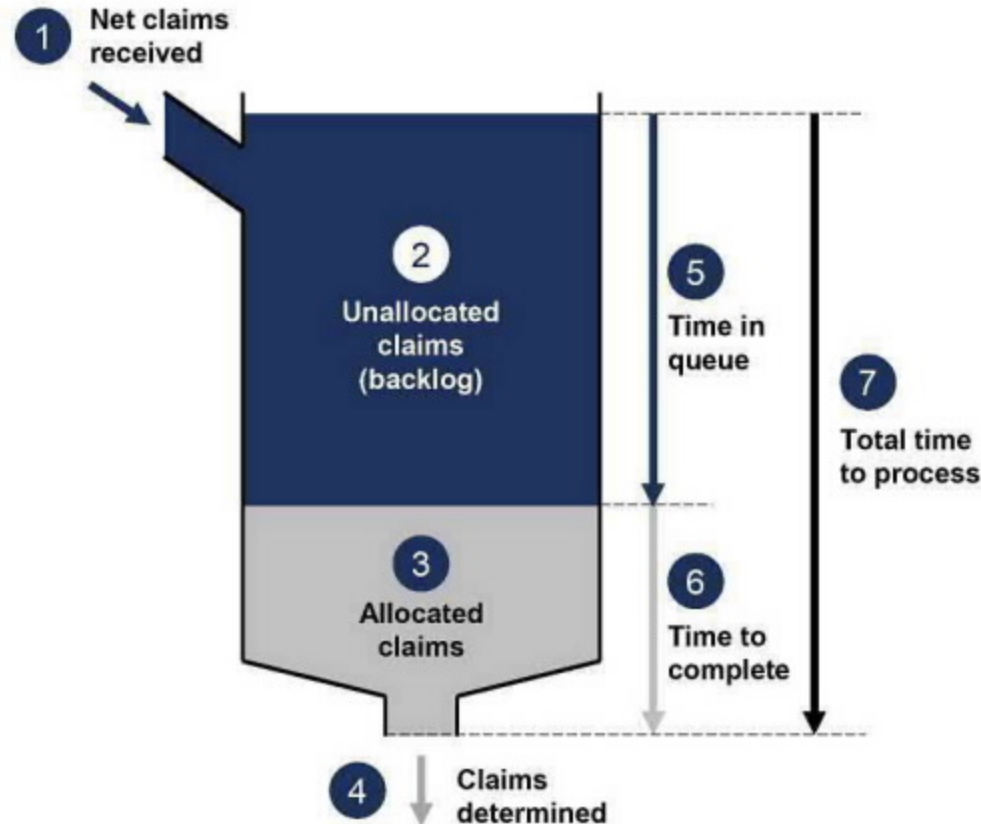 1
Net claims
received
2
Unallocated
claims
(backlog)
5
Time in
queue
7
Total time
to process
3
Allocated
claims
6
Time to
complete
4
Claims
determined